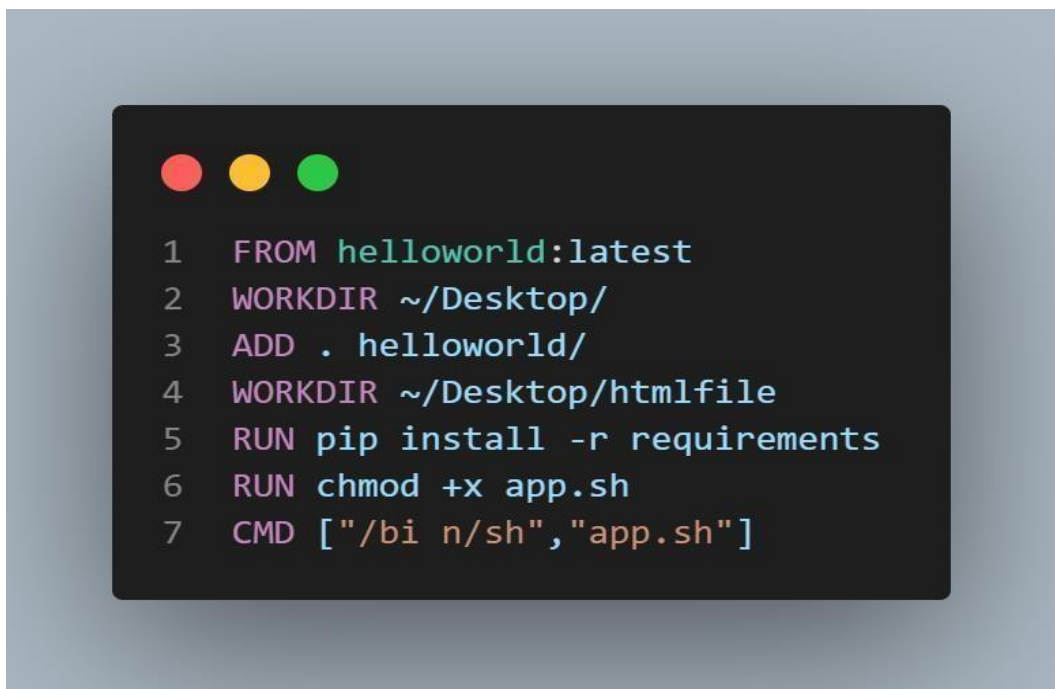 1 FROM helloworld:latest
2 WORKDIR ~/Desktop/
3 ADD . helloworld/
4 WORKDIR ~/Desktop/htmlfile
5 RUN pip install -r requirements
6 RUN chmod +x app.sh
7 CMD ["/bi n/sh","app.sh"]